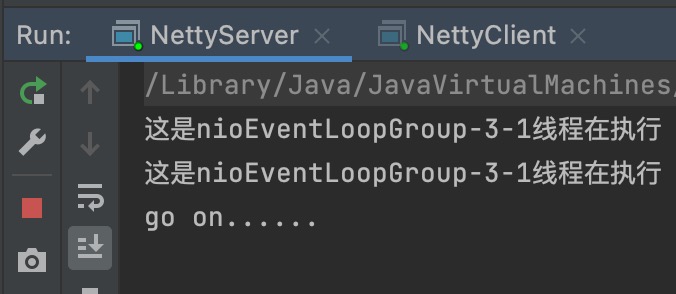 Run: NettyServer × NettyClient ×
/Library/Java/JavaVirtualMachines/
这是nioEventLoopGroup-3-1线程在执行
这是nioEventLoopGroup-3-1线程在执行
go on......